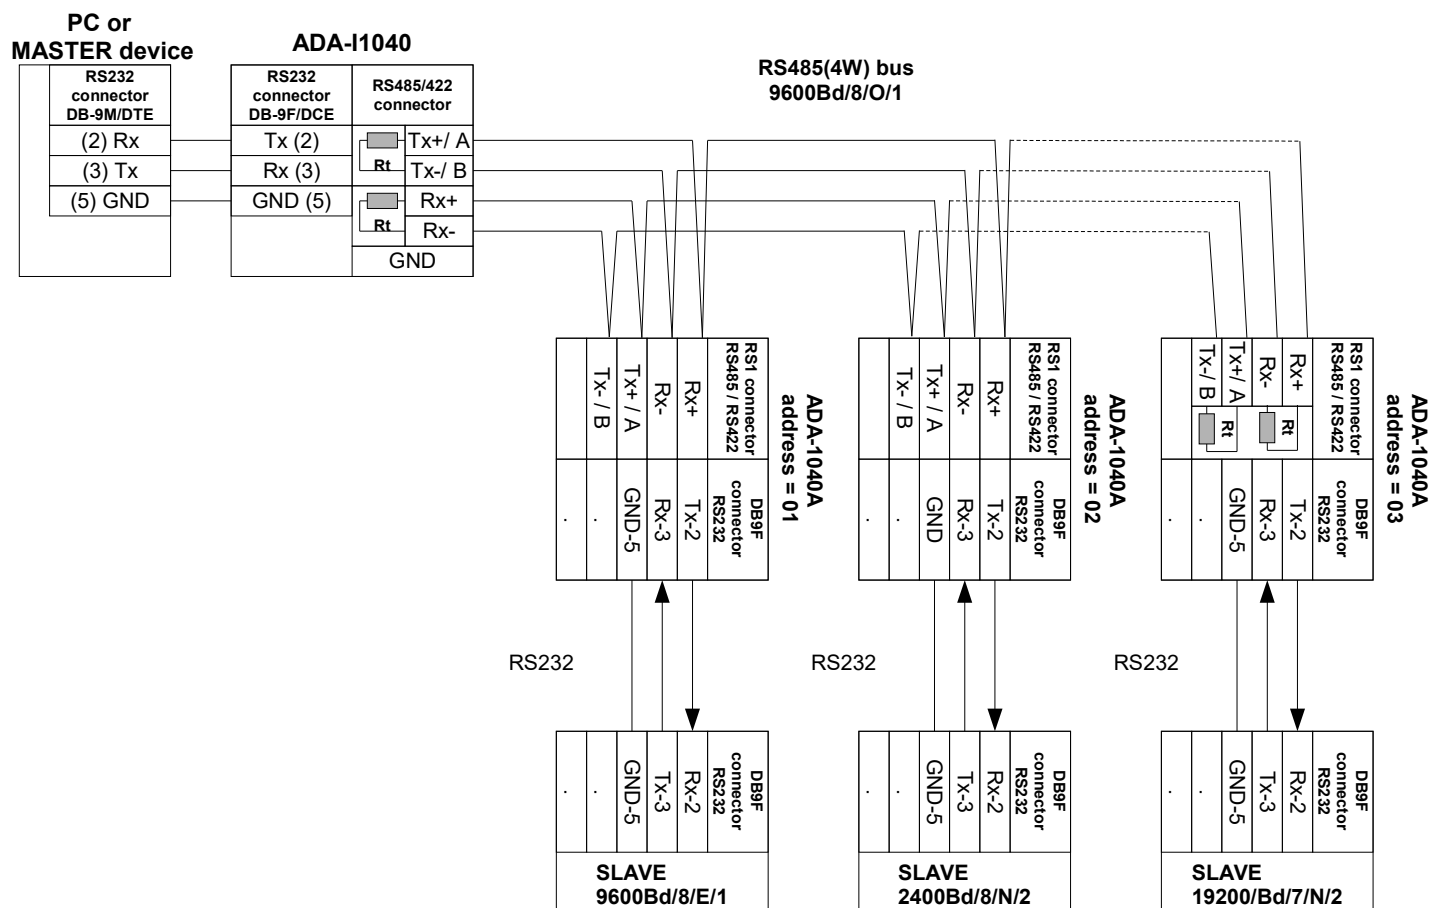 PC or
MASTER device
ADA-I1040
RS485(4W) bus
9600Bd/8/O/1
RS232
connector
DB-9M/DTE
(2) Rx
(3) Tx
(5) GND
RS232
connector
DB-9F/DCE
Tx (2)
Rx (3)
GND (5)
RS485/422
connector
Rt
Tx+/ A
Tx-/ B
Rt
Rx+
Rx-
GND
ADA-1040A
address = 01
RS1 connector
RS485 / RS422
Rx+
Rx-
Tx+ / A
Tx- / B
DB9F
connector
RS232
Tx-2
Rx-3
GND-5
.
.
ADA-1040A
address = 02
RS1 connector
RS485 / RS422
Rx+
Rx-
Tx+ / A
Tx- / B
DB9F
connector
RS232
Tx-2
Rx-3
GND
.
.
ADA-1040A
address = 03
RS1 connector
RS485 / RS422
Rx+
Rx-
Tx+/ A
Tx-/ B
Rt
Rt
DB9F
connector
RS232
Tx-2
Rx-3
GND-5
.
.
RS232
RS232
RS232
DB9F
connector
RS232
Rx-2
Tx-3
GND-5
.
.
SLAVE
9600Bd/8/E/1
DB9F
connector
RS232
Rx-2
Tx-3
GND-5
.
.
SLAVE
2400Bd/8/N/2
DB9F
connector
RS232
Rx-2
Tx-3
GND-5
.
.
SLAVE
19200/Bd/7/N/2